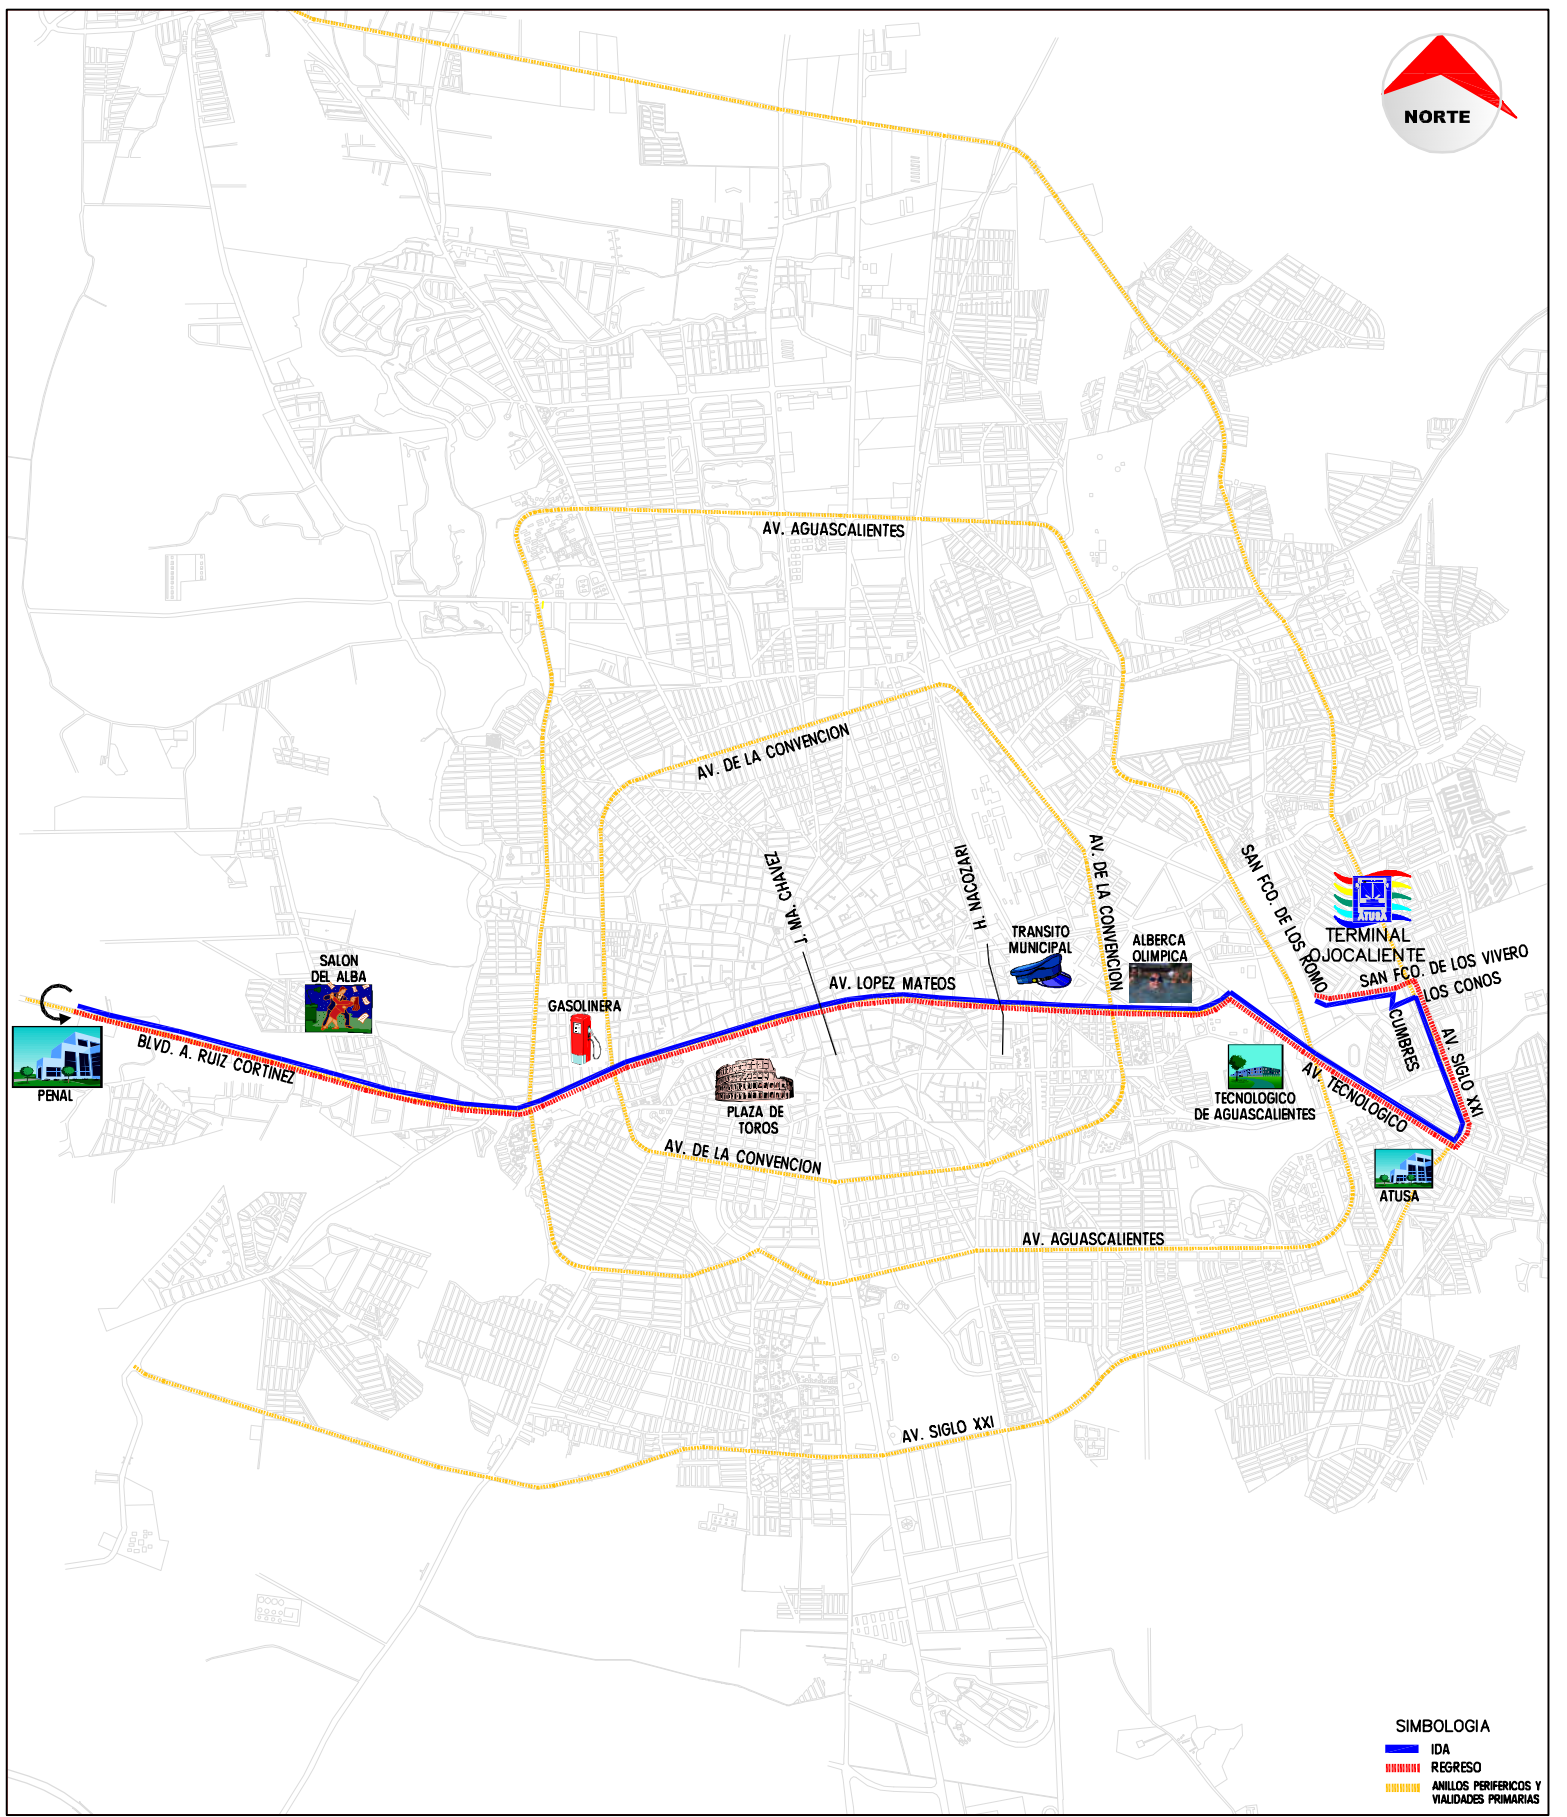 NORTE
AV. AGUASCALIENTES
AV. DE LA CONVENCION
J. MA. CHAVEZ
H. NACOZARI
AV. DE LA CONVENCION
SAN FCO. DE LOS ROMO
ATUSA
TERMINAL
OJOCALIENTE
SAN FCO. DE LOS VIVERO
LOS CONOS
CUMBRES
AV. SIGLO XXI
TRANSITO
MUNICIPAL
ALBERCA
OLIMPICA
SALON
DEL ALBA
AV. LOPEZ MATEOS
GASOLINERA
BLVD. A. RUIZ CORTINEZ
PENAL
PLAZA DE
TOROS
TECNOLOGICO
DE AGUASCALIENTES
AV. TECNOLOGICO
AV. DE LA CONVENCION
ATUSA
AV. AGUASCALIENTES
AV. SIGLO XXI
SIMBOLOGIA
IDA
REGRESO
ANILLOS PERIFERICOS Y
VIALIDADES PRIMARIAS